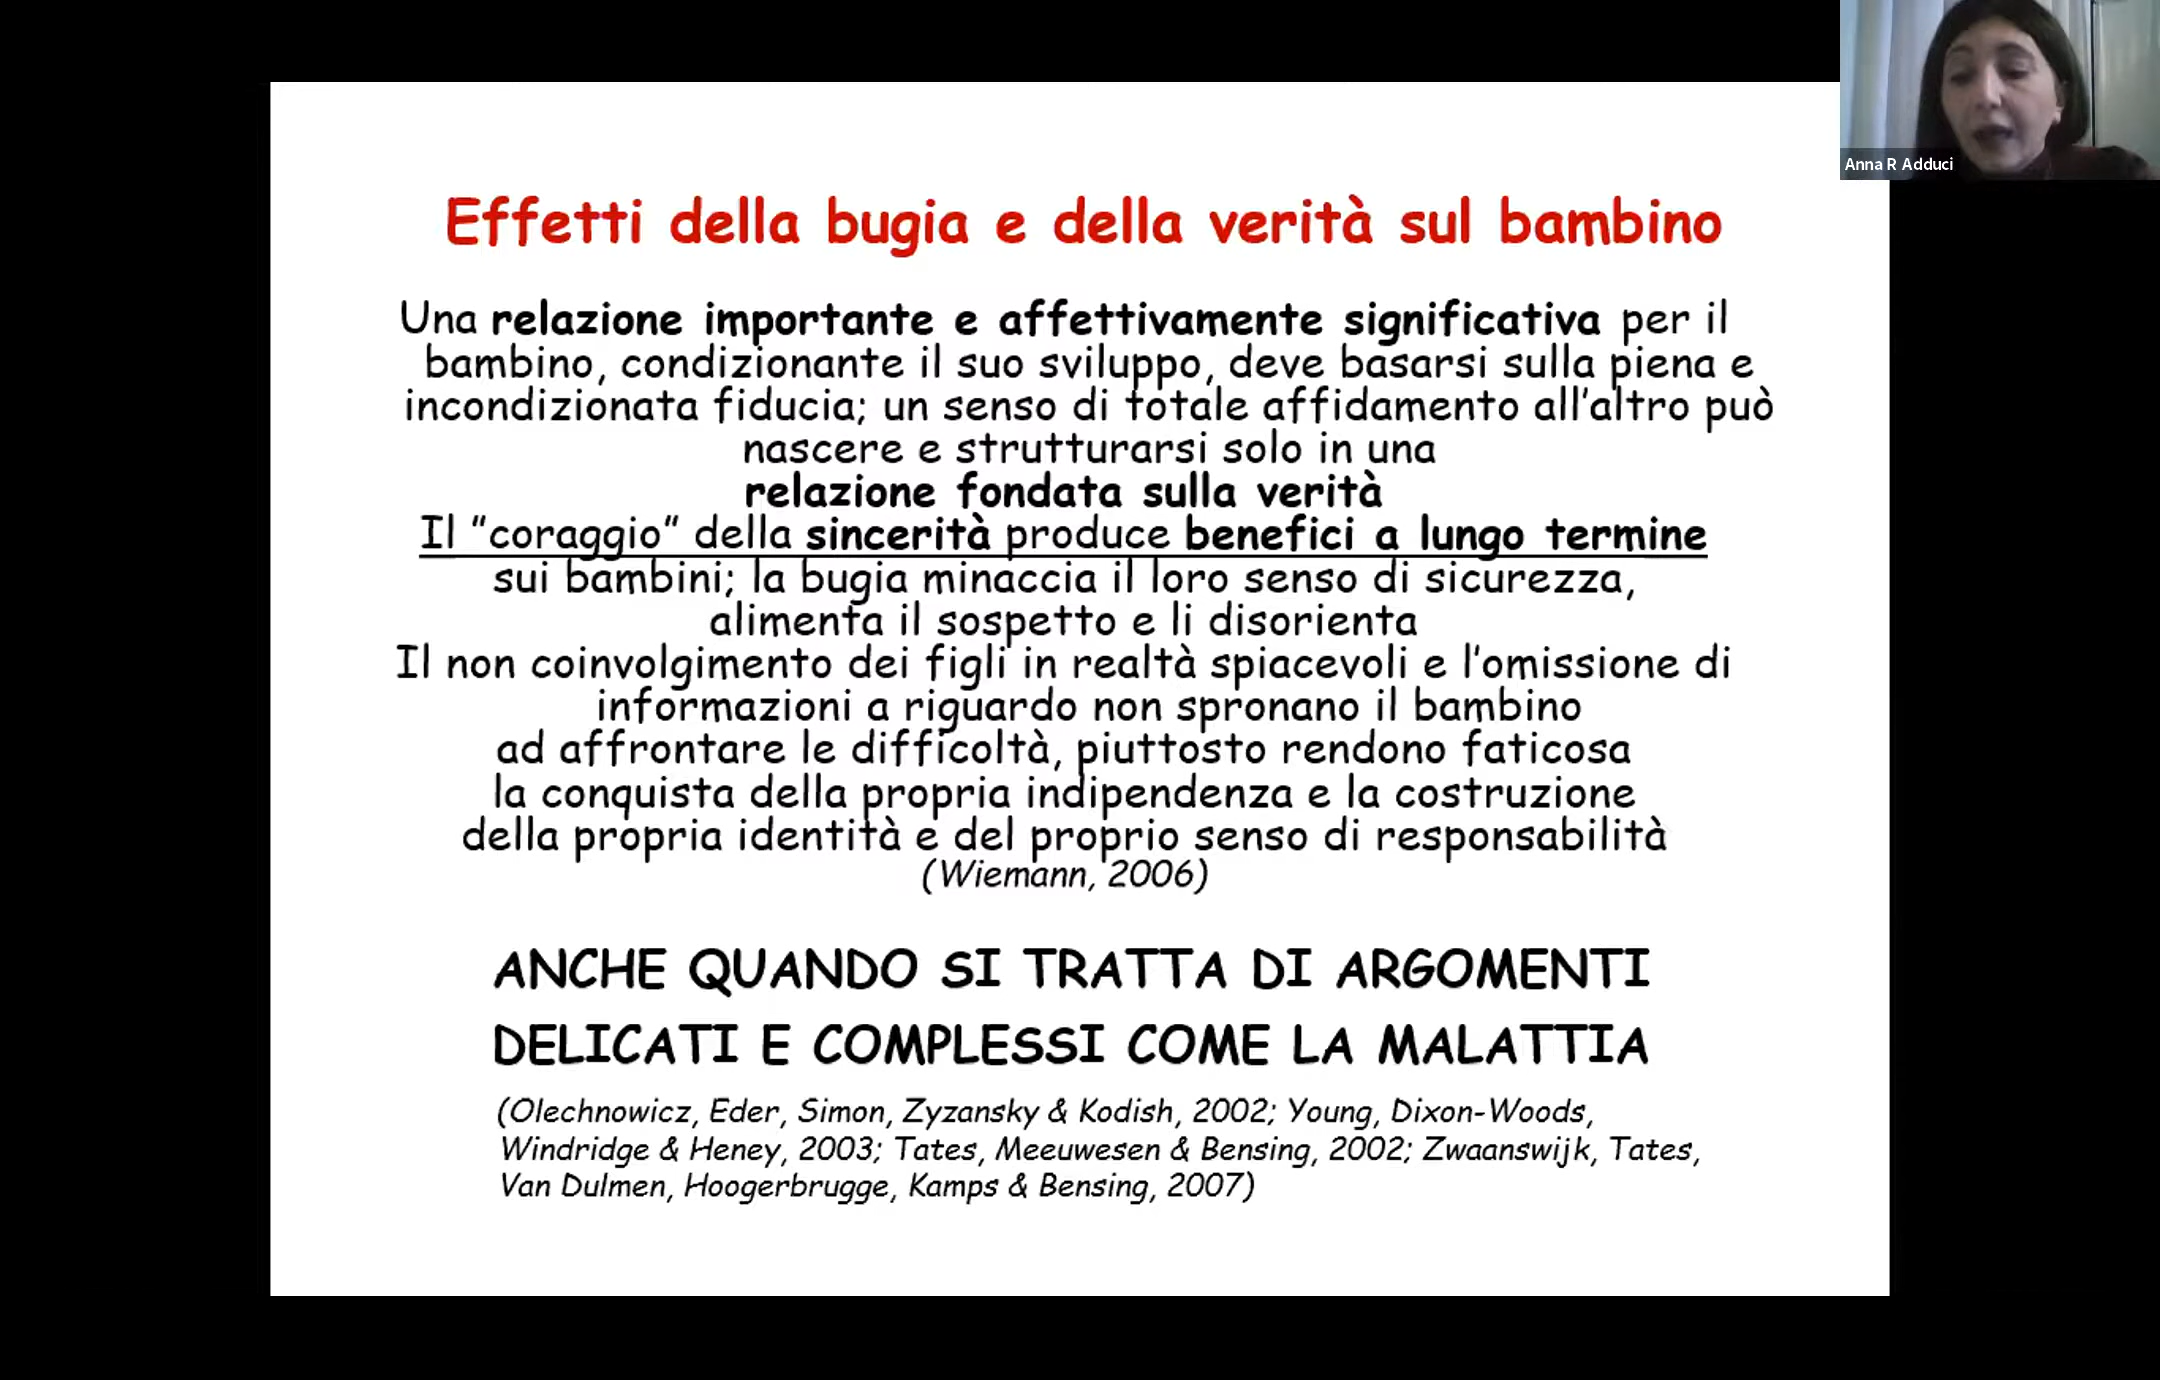 Anna R Adduci
Effetti della bugia e della verità sul bambino
Una relazione importante e affettivamente significativa per il
bambino, condizionante il suo sviluppo, deve basarsi sulla piena e
incondizionata fiducia; un senso di totale affidamento all'altro può
nascere e strutturarsi solo in una
relazione fondata sulla verità
Il "coraggio" della sincerità produce benefici a lungo termine
sui bambini; la bugia minaccia il loro senso di sicurezza,
alimenta il sospetto e li disorienta
Il non coinvolgimento dei figli in realtà spiacevoli e l'omissione di
informazioni a riguardo non spronano il bambino
ad affrontare le difficoltà, piuttosto rendono faticosa
la conquista della propria indipendenza e la costruzione
della propria identità e del proprio senso di responsabilità
(Wiemann, 2006)
ANCHE QUANDO SI TRATTA DI ARGOMENTI
DELICATI E COMPLESSI COME LA MALATTIA
(Olechnowicz, Eder, Simon, Zyzansky & Kodish, 2002; Young, Dixon-Woods,
Windridge & Heney, 2003; Tates, Meeuwesen & Bensing, 2002; Zwaanswijk, Tates,
Van Dulmen, Hoogerbrugge, Kamps & Bensing, 2007)